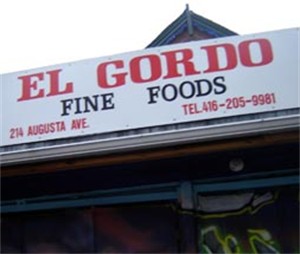 EL GORDO
FINE FOODS
214 AUGUSTA AVE. TEL.416-205-9981